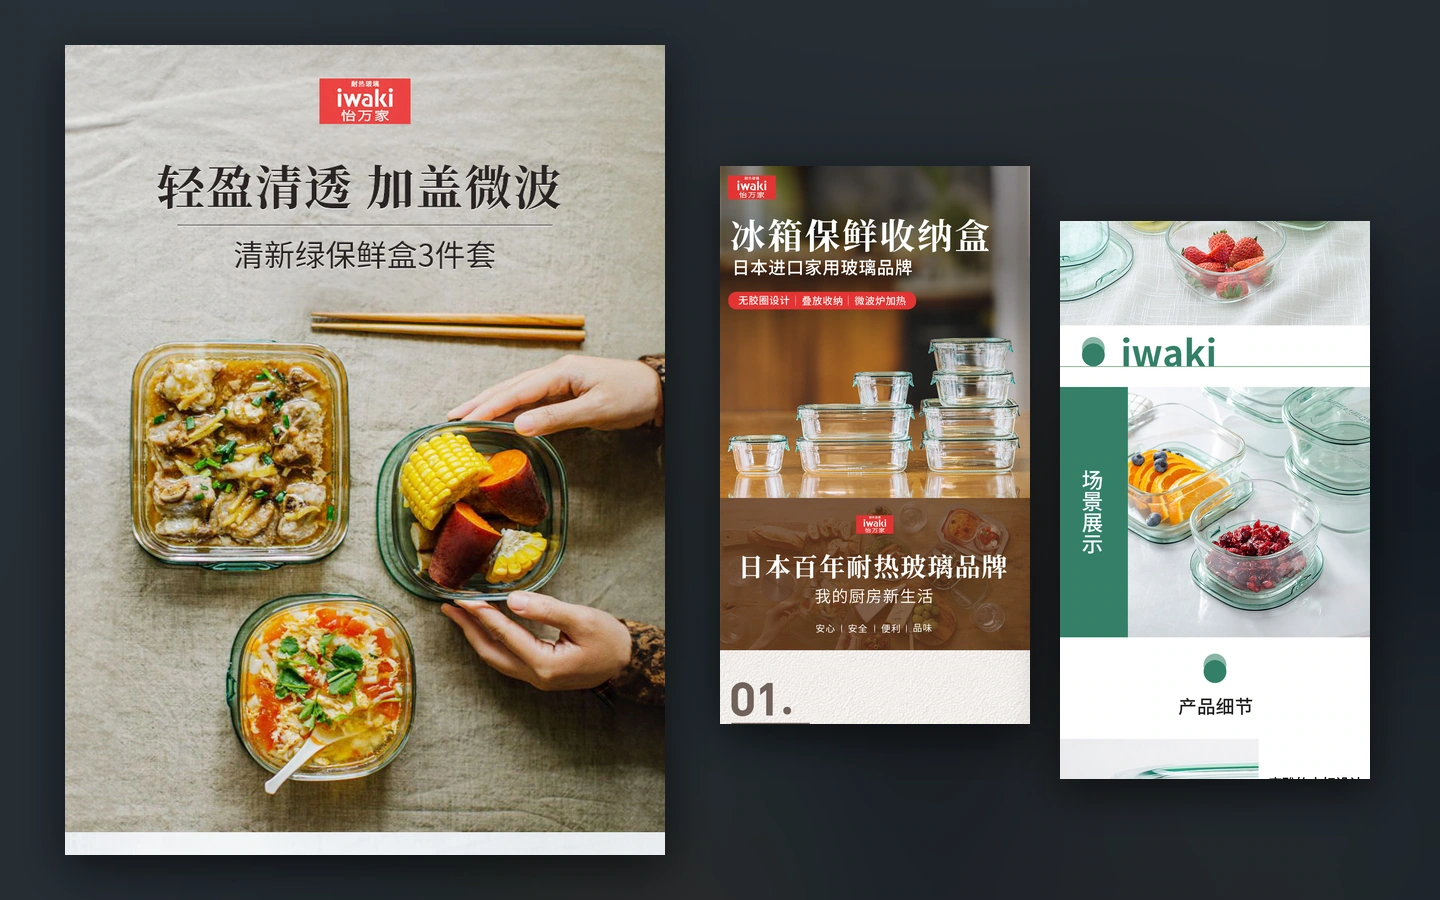 耐热玻璃
iwaki
怡万家
轻盈清透 加盖微波
清新绿保鲜盒3件套
iwaki
怡万家
冰箱保鲜收纳盒
日本进口家用玻璃品牌
无胶圈设计 | 叠放收纳 | 微波炉加热
iwaki
怡万家
日本百年耐热玻璃品牌
我的厨房新生活
安心 | 安全 | 便利 | 品味
01.
iwaki
场景展示
产品细节